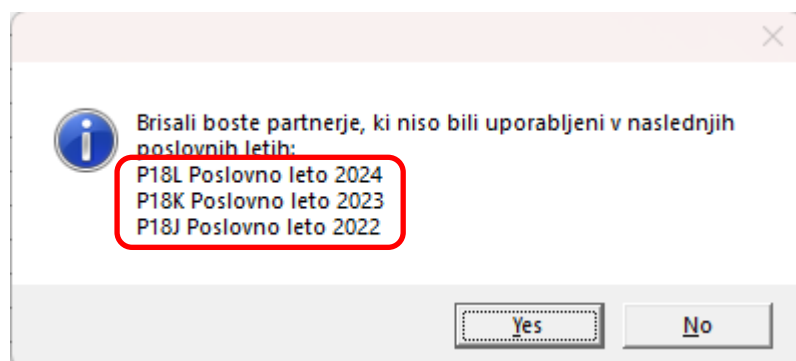 Brisali boste partnerje, ki niso bili uporabljeni v naslednjih
poslovnih letih:
P18L Poslovno leto 2024
P18K Poslovno leto 2023
P18J Poslovno leto 2022
Yes
No